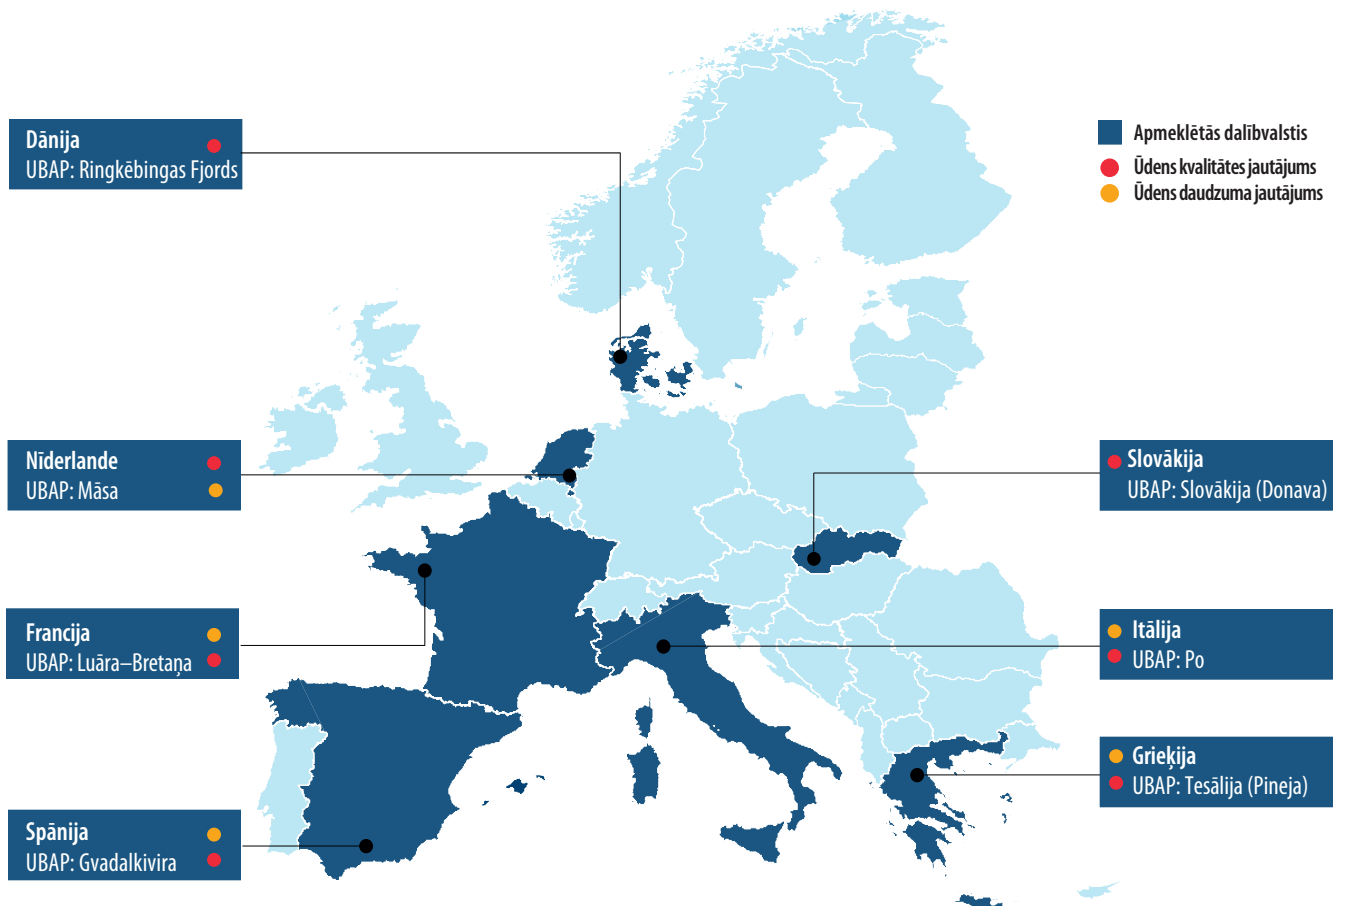 Dānija
UBAP: Ringkēbingas Fjords
Apmeklētās dalībvalstis
Ūdens kvalitātes jautājums
Ūdens daudzuma jautājums
Nīderlande
UBAP: Māsa
Slovākija
UBAP: Slovākija (Donava)
Francija
UBAP: Luāra–Bretaņa
Itālija
UBAP: Po
Grieķija
UBAP: Tesālija (Pineja)
Spānija
UBAP: Gvadalkivira